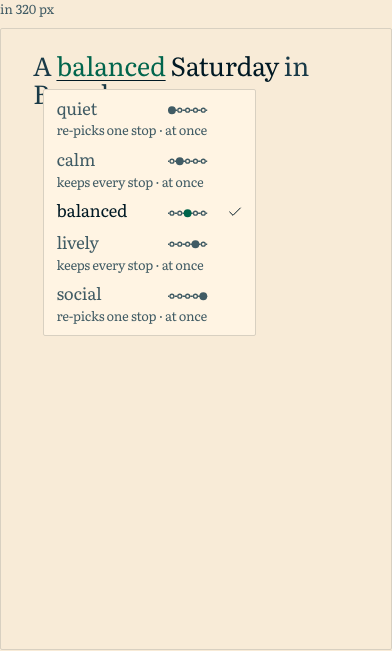 in 320 px
A balanced Saturday in
quiet
re-picks one stop · at once
calm
keeps every stop · at once
balanced
lively
keeps every stop · at once
social
re-picks one stop · at once